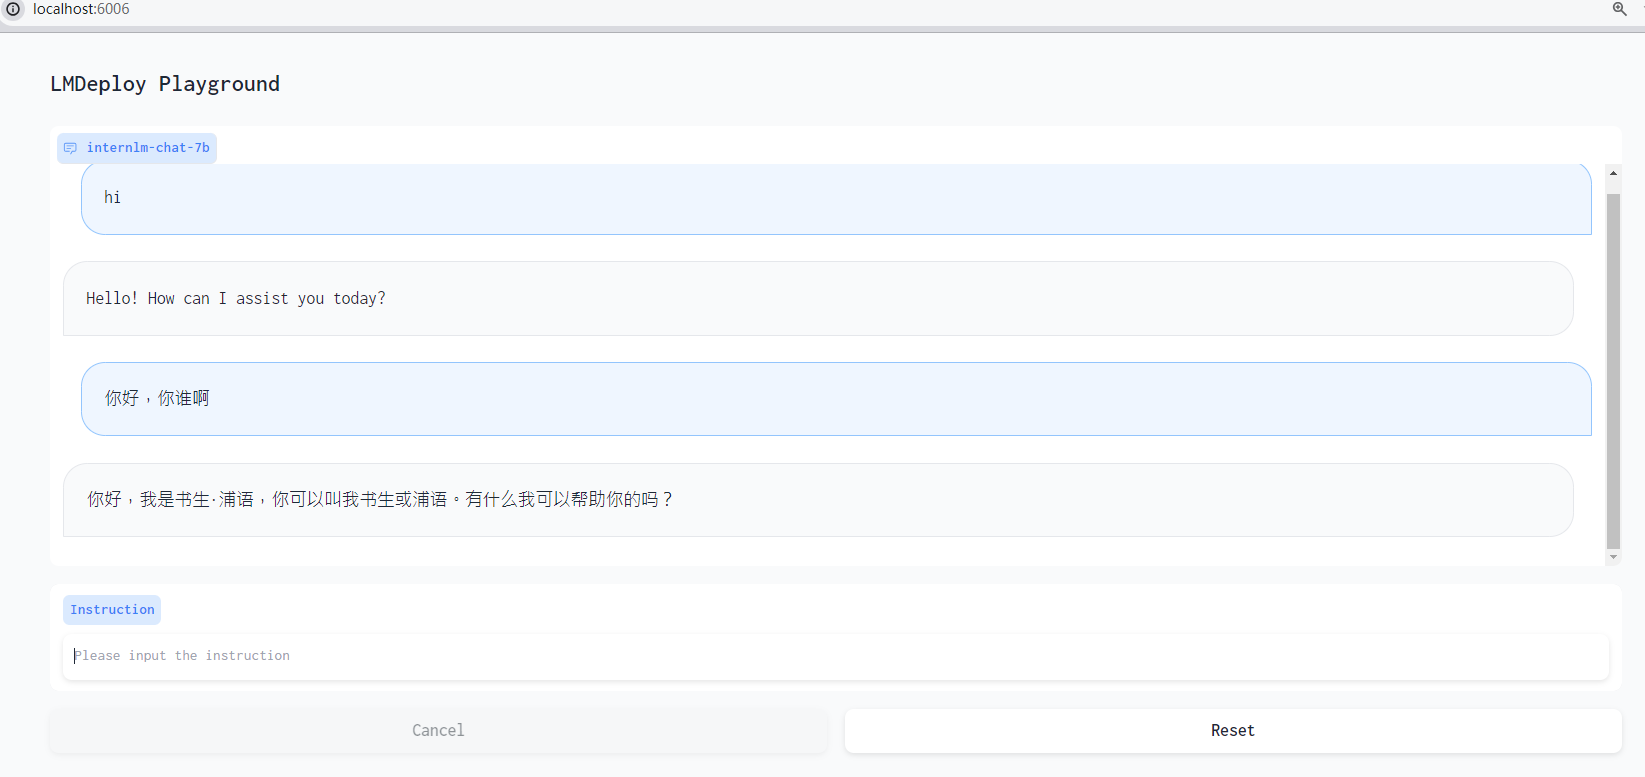 localhost:6006
LMDeploy Playground
internlm-chat-7b
hi
Hello! How can I assist you today?
你好，你谁啊
你好，我是书生·浦语，你可以叫我书生或浦语。有什么我可以帮助你的吗？
Instruction
Please input the instruction
Cancel
Reset